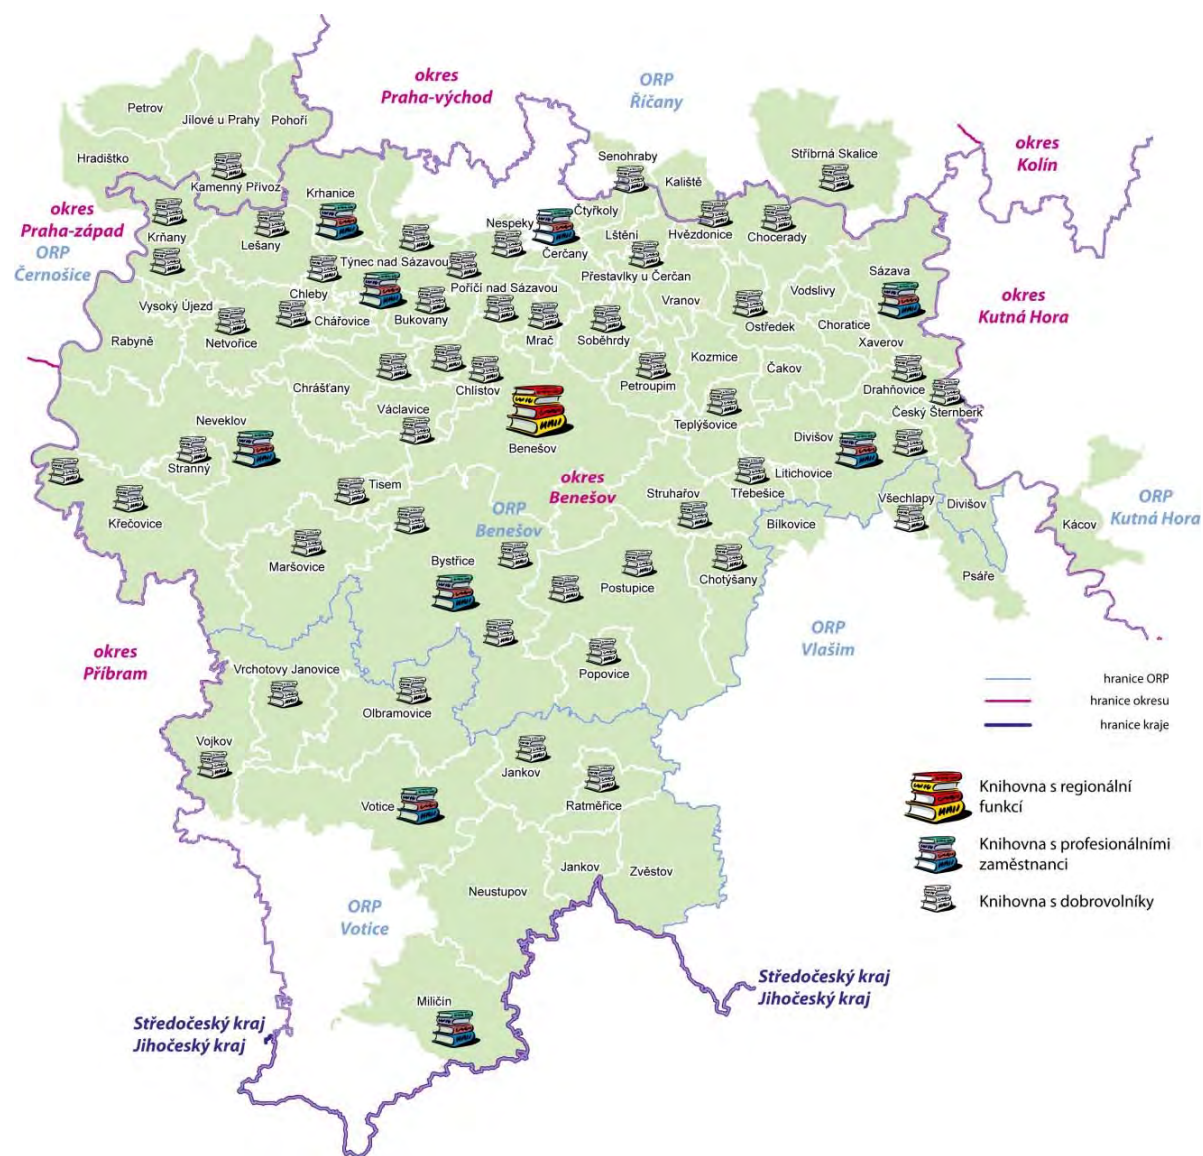 okres
Praha-východ
ORP
Říčany
Petrov
Jílové u Prahy
Pohoří
okres
Kolín
Hradištko
Senohraby
Stříbrná Skalice
Kaliště
Kamenný Přívoz
Krhanice
okres
Praha-západ
ORP
Černošice
Krňany
Lešany
Nespeky
Čtyřkoly
Lštění
Hvězdonice
Chocerady
Čerčany
Týnec nad Sázavou
Přestavlky u Čerčan
Sázava
Vysoký Újezd
Chleby
Poříčí nad Sázavou
Vranov
Vodslivy
okres
Kutná Hora
Rabyně
Netvořice
Chářovice
Bukovany
Mrač
Soběhrdy
Ostředek
Choratice
Xaverov
Kozmice
Čakov
Chrášťany
Chlístov
Petroupim
Drahňovice
Český Šternberk
Neveklov
Václavice
Teplýšovice
Benešov
Divišov
Stranný
Tisem
okres
Benešov
Struhařov
Třebešice
Litichovice
Všechlapy
Divišov
ORP
Kutná Hora
Křečovice
ORP
Benešov
Bílkovice
Kácov
Maršovice
Bystřice
Postupice
Chotýšany
Psáře
okres
Příbram
ORP
Vlašim
Vrchotovy Janovice
Popovice
hranice ORP
hranice okresu
hranice kraje
Olbramovice
Vojkov
Jankov
Votice
Ratměřice
Knihovna s regionální
funkcí
Knihovna s profesionálními
zaměstnanci
Knihovna s dobrovolníky
Jankov
Zvěstov
Neustupov
ORP
Votice
Středočeský kraj
Jihočeský kraj
Miličín
Středočeský kraj
Jihočeský kraj